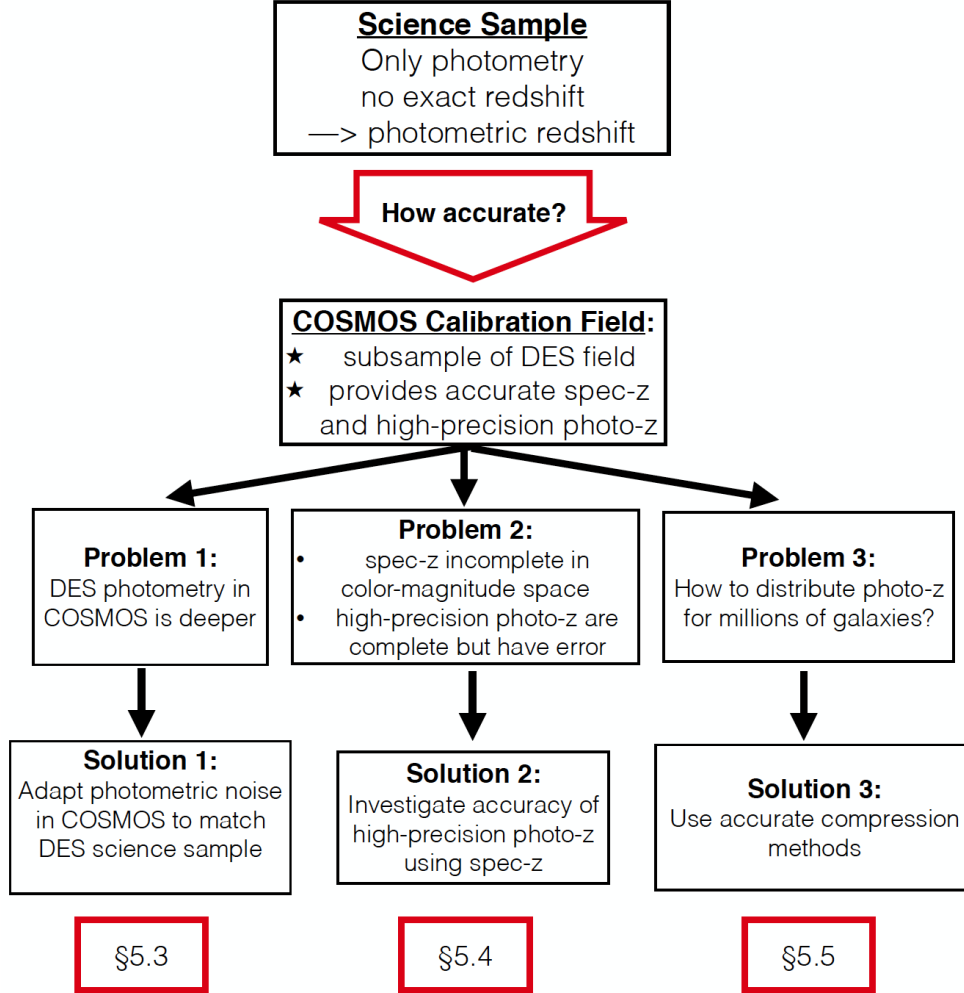 Science Sample
Only photometry
no exact redshift
—> photometric redshift
How accurate?
COSMOS Calibration Field:
★ subsample of DES field
★ provides accurate spec-z
and high-precision photo-z
Problem 1:
DES photometry in
COSMOS is deeper
Problem 2:
• spec-z incomplete in
color-magnitude space
• high-precision photo-z are
complete but have error
Problem 3:
How to distribute photo-z
for millions of galaxies?
Solution 1:
Adapt photometric noise
in COSMOS to match
DES science sample
Solution 2:
Investigate accuracy of
high-precision photo-z
using spec-z
Solution 3:
Use accurate compression
methods
§5.3
§5.4
§5.5